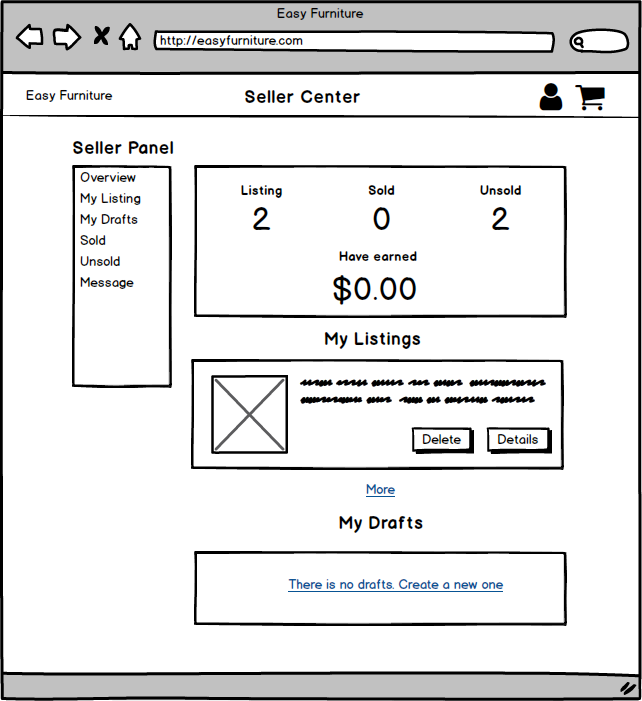 Easy Furniture
http://easyfurniture.com
Easy Furniture
Seller Center
Seller Panel
Overview
My Listing
My Drafts
Sold
Unsold
Message
Listing Sold Unsold
2 0 2
Have earned
$0.00
My Listings
Delete Details
More
My Drafts
There is no drafts. Create a new one